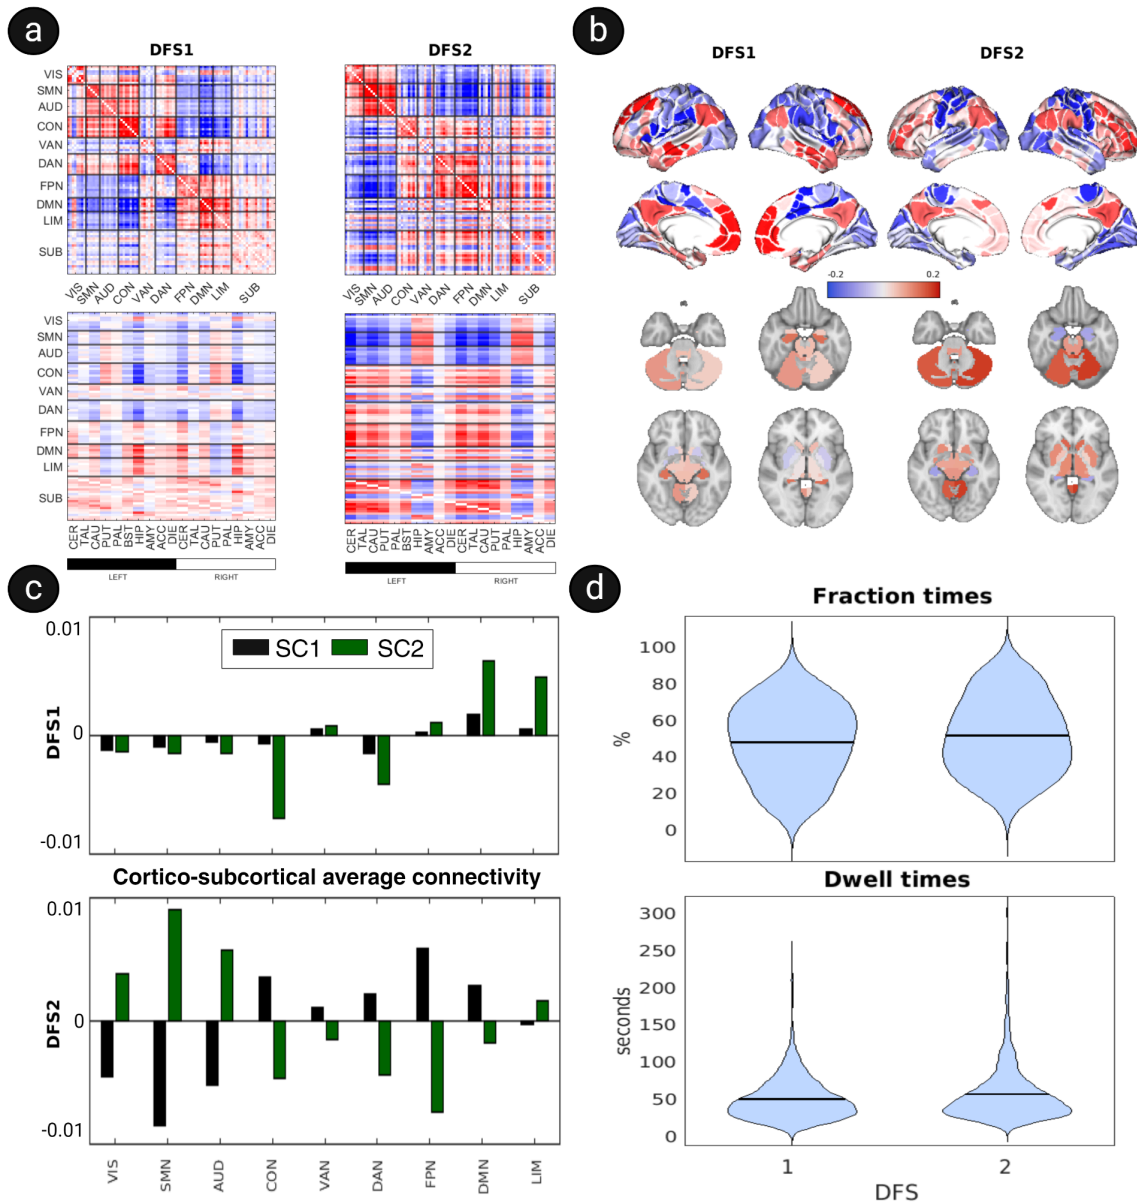 a
DFS1
DFS2
VIS
SMN
AUD
CON
VAN
DAN
FPN
DMN
LIM
SUB
VIS SMN AUD CON VAN DAN FPN DMN LIM SUB
VIS SMN AUD CON VAN DAN FPN DMN LIM SUB
VIS
SMN
AUD
CON
VAN
DAN
FPN
DMN
LIM
SUB
CER TAL CAU PUT PAL BST HIP AMY ACC DIE CER TAL CAU PUT PAL HIP AMY ACC DIE
CER TAL CAU PUT PAL BST HIP AMY ACC DIE CER TAL CAU PUT PAL HIP AMY ACC DIE
LEFT RIGHT
LEFT RIGHT
b
DFS1
DFS2
-0.2 0.2
c
0.01
0
-0.01
DFS1
SC1 SC2
Cortico-subcortical average connectivity
0.01
0
-0.01
DFS2
VIS SMN AUD CON VAN DAN FPN DMN LIM
d
Fraction times
100
80
60
40
20
0
%
Dwell times
300
250
200
150
100
50
0
seconds
1 2
DFS